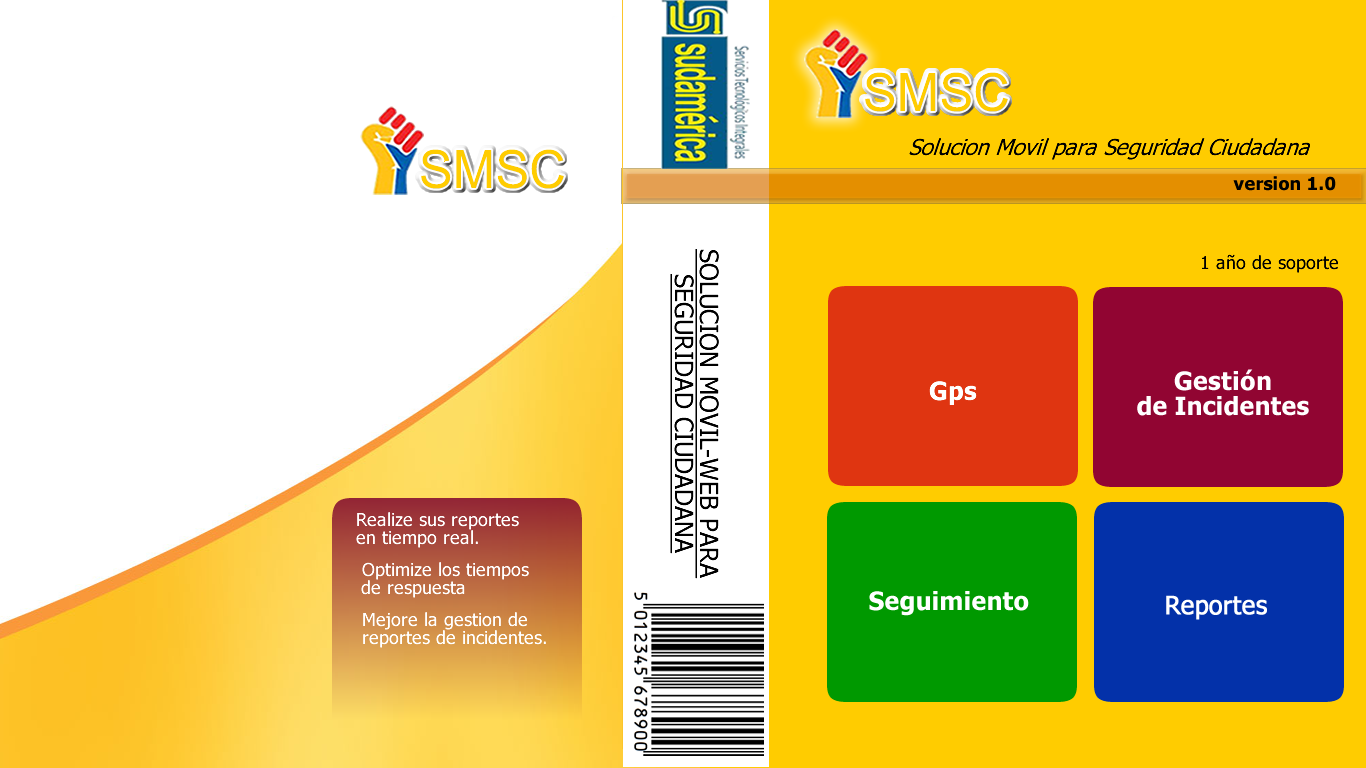 SMSC
Realize sus reportes
en tiempo real.
Optimize los tiempos
de respuesta
Mejore la gestion de
reportes de incidentes.
sudamérica
Servicios Tecnológicos Integrales
SOLUCION MOVIL-WEB PARA
SEGURIDAD CIUDADANA
5 012345 678900
SMSC
Solucion Movil para Seguridad Ciudadana
version 1.0
1 año de soporte
Gps
Gestión
de Incidentes
Seguimiento
Reportes